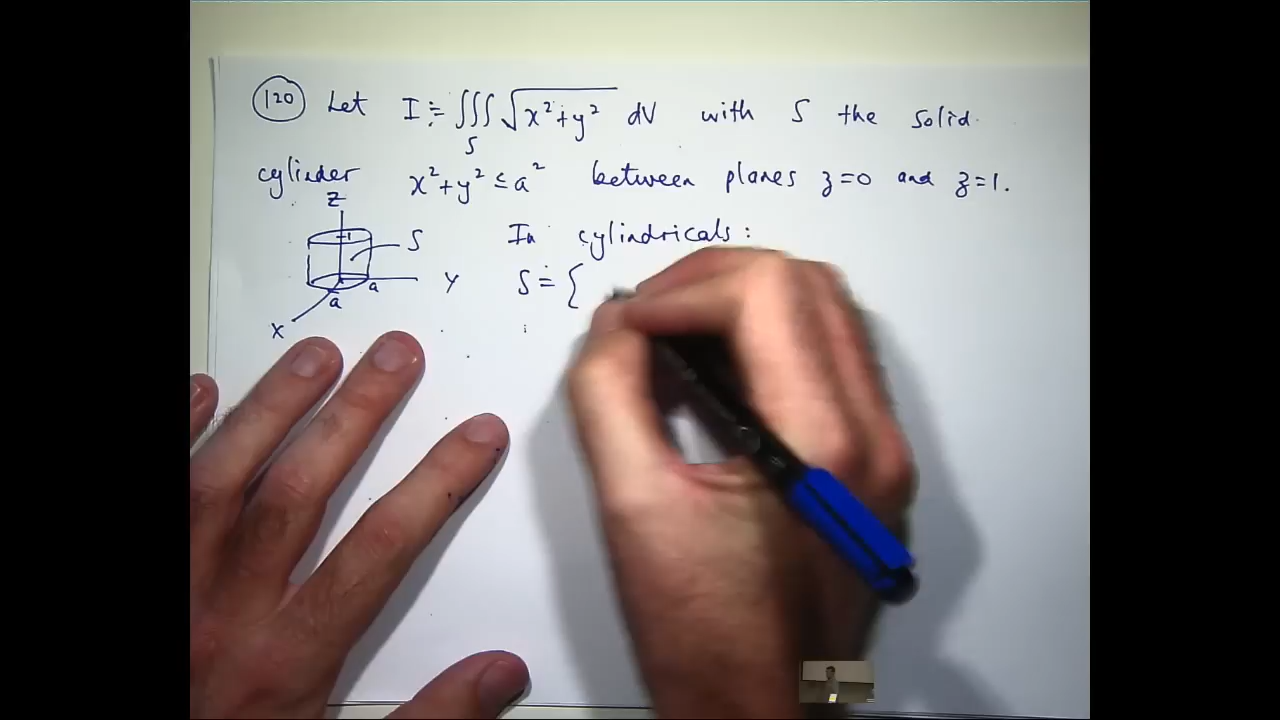 120 Let I ≐ ∭_S √(x²+y²) dV with S the solid
cylinder x²+y² ≤ a² between planes z=0 and z=1.
z
1
S
In cylindricals:
y
a
a
S ≐ {
x